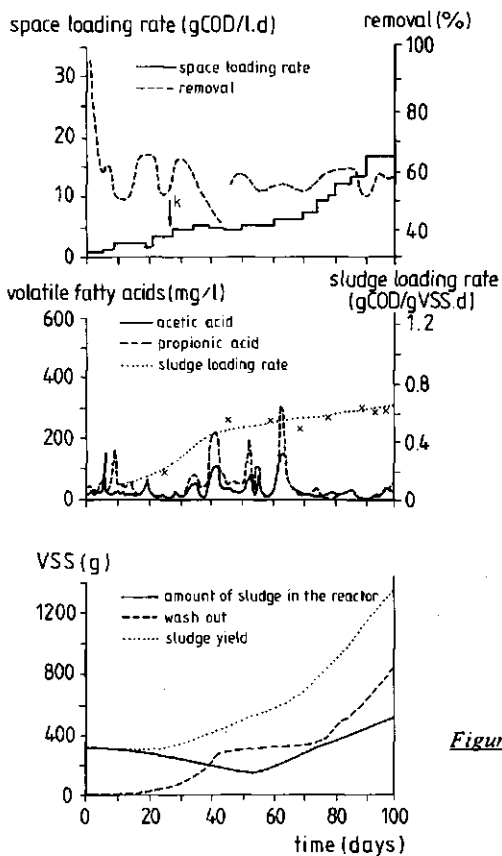 space loading rate (gCOD/l.d)
removal (%)
30
20
10
0
100
80
60
40
space loading rate
removal
k
volatile fatty acids (mg/l)
sludge loading rate
(gCOD/gVSS.d)
600
400
200
0
1.2
0.8
0.4
0
acetic acid
propionic acid
sludge loading rate
VSS (g)
1200
800
400
0
amount of sludge in the reactor
wash out
sludge yield
0 20 40 60 80 100
time (days)
Figur